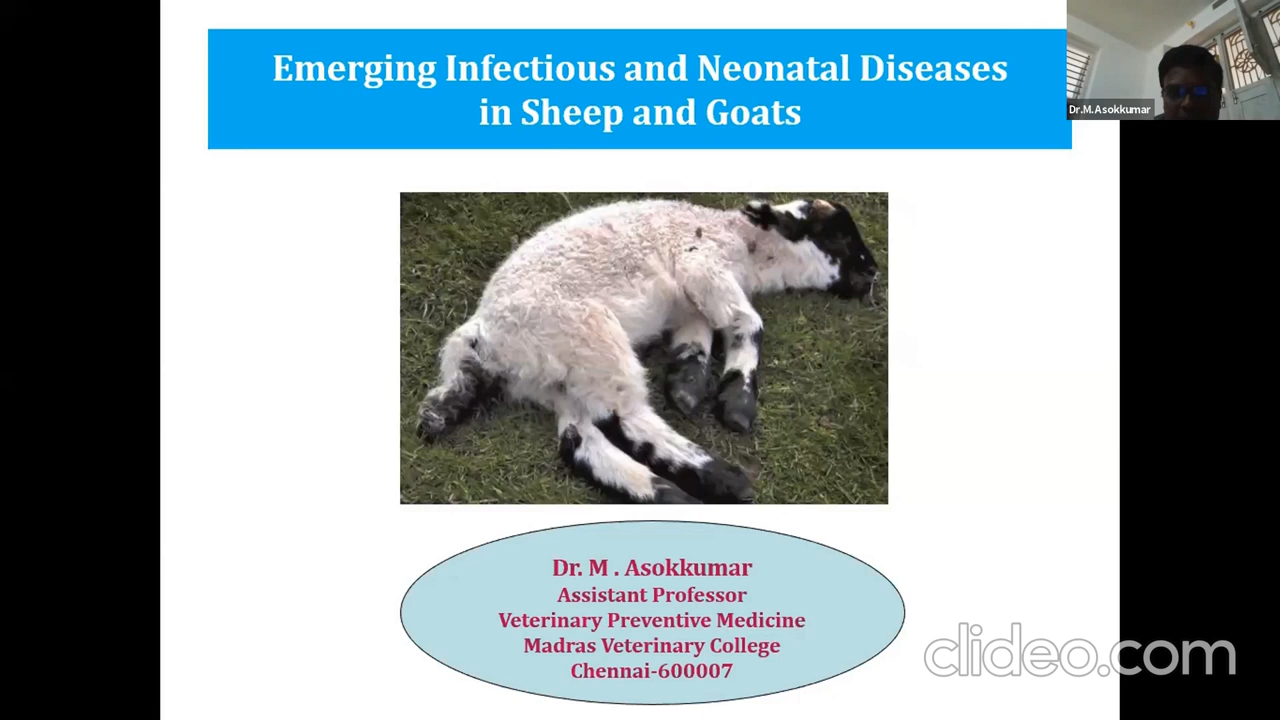 Emerging Infectious and Neonatal Diseases
in Sheep and Goats
Dr.M.Asokkumar
Dr. M . Asokkumar
Assistant Professor
Veterinary Preventive Medicine
Madras Veterinary College
Chennai-600007
clideo.com